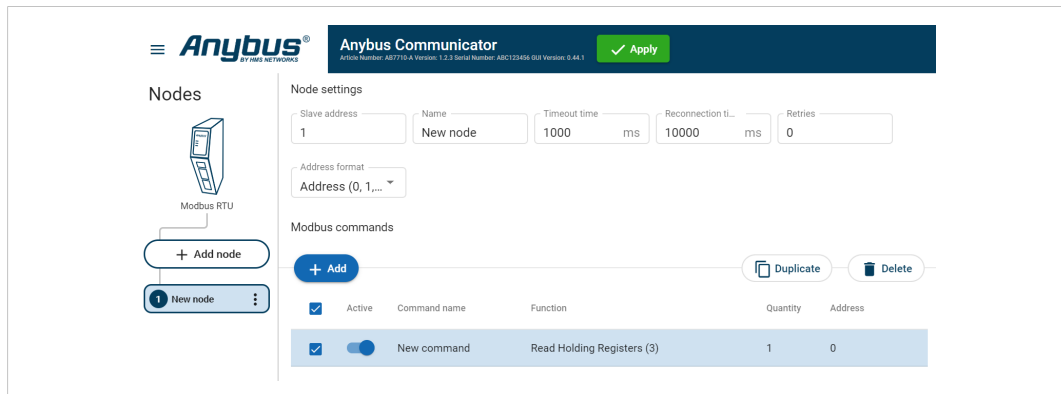 Anybus®
BY HMS NETWORKS
Anybus Communicator
Article Number: AB7710-A Version: 1.2.3 Serial Number: ABC123456 GUI Version: 0.44.1
Apply
Nodes
Modbus RTU
+ Add node
1 New node
Node settings
Slave address Name Timeout time Reconnection ti... Retries
1 New node 1000 ms 10000 ms 0
Address format
Address (0, 1,...
Modbus commands
+ Add Duplicate Delete
Active Command name Function Quantity Address
New command Read Holding Registers (3) 1 0